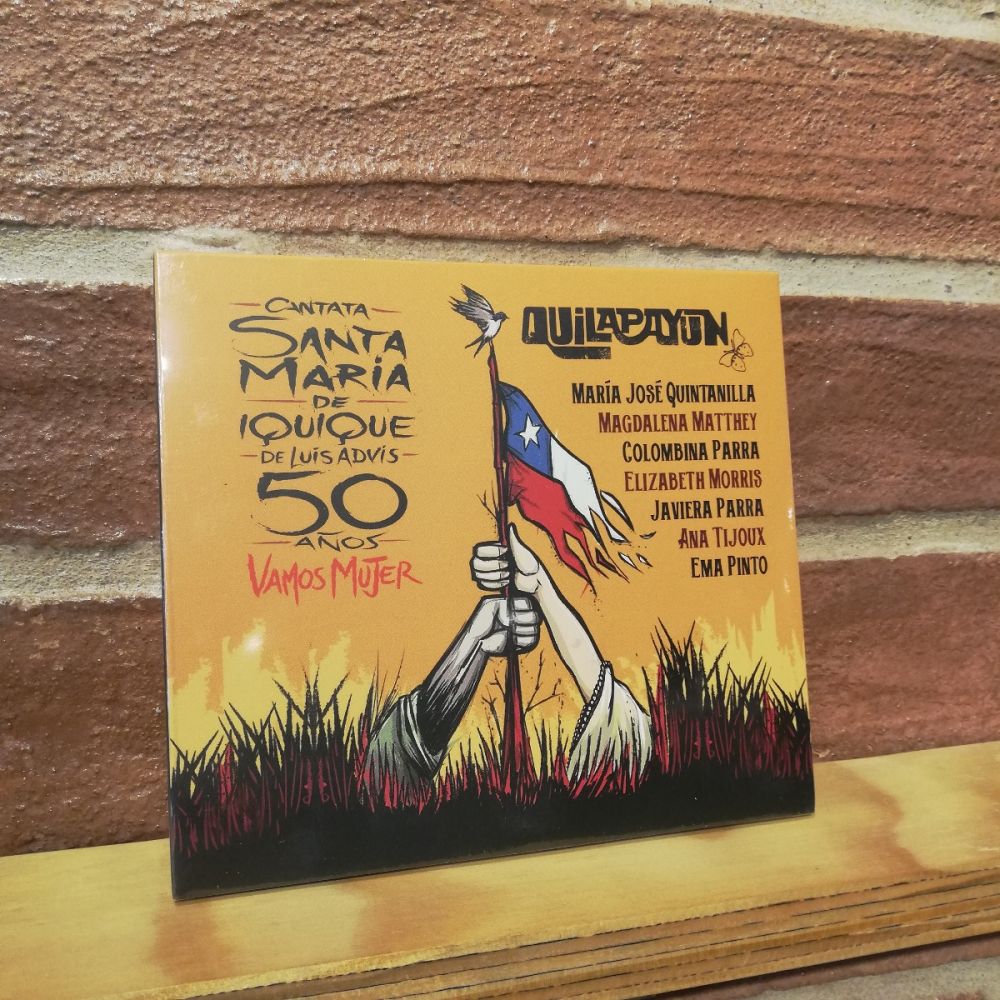 CANTATA
SANTA
MARIA
DE
IQUIQUE
DE LUIS ADVIS
50
AÑOS
VAMOS MUJER
QUILAPAYÚN
MARÍA JOSÉ QUINTANILLA
MAGDALENA MATTHEY
COLOMBINA PARRA
ELIZABETH MORRIS
JAVIERA PARRA
ANA TIJOUX
EMA PINTO